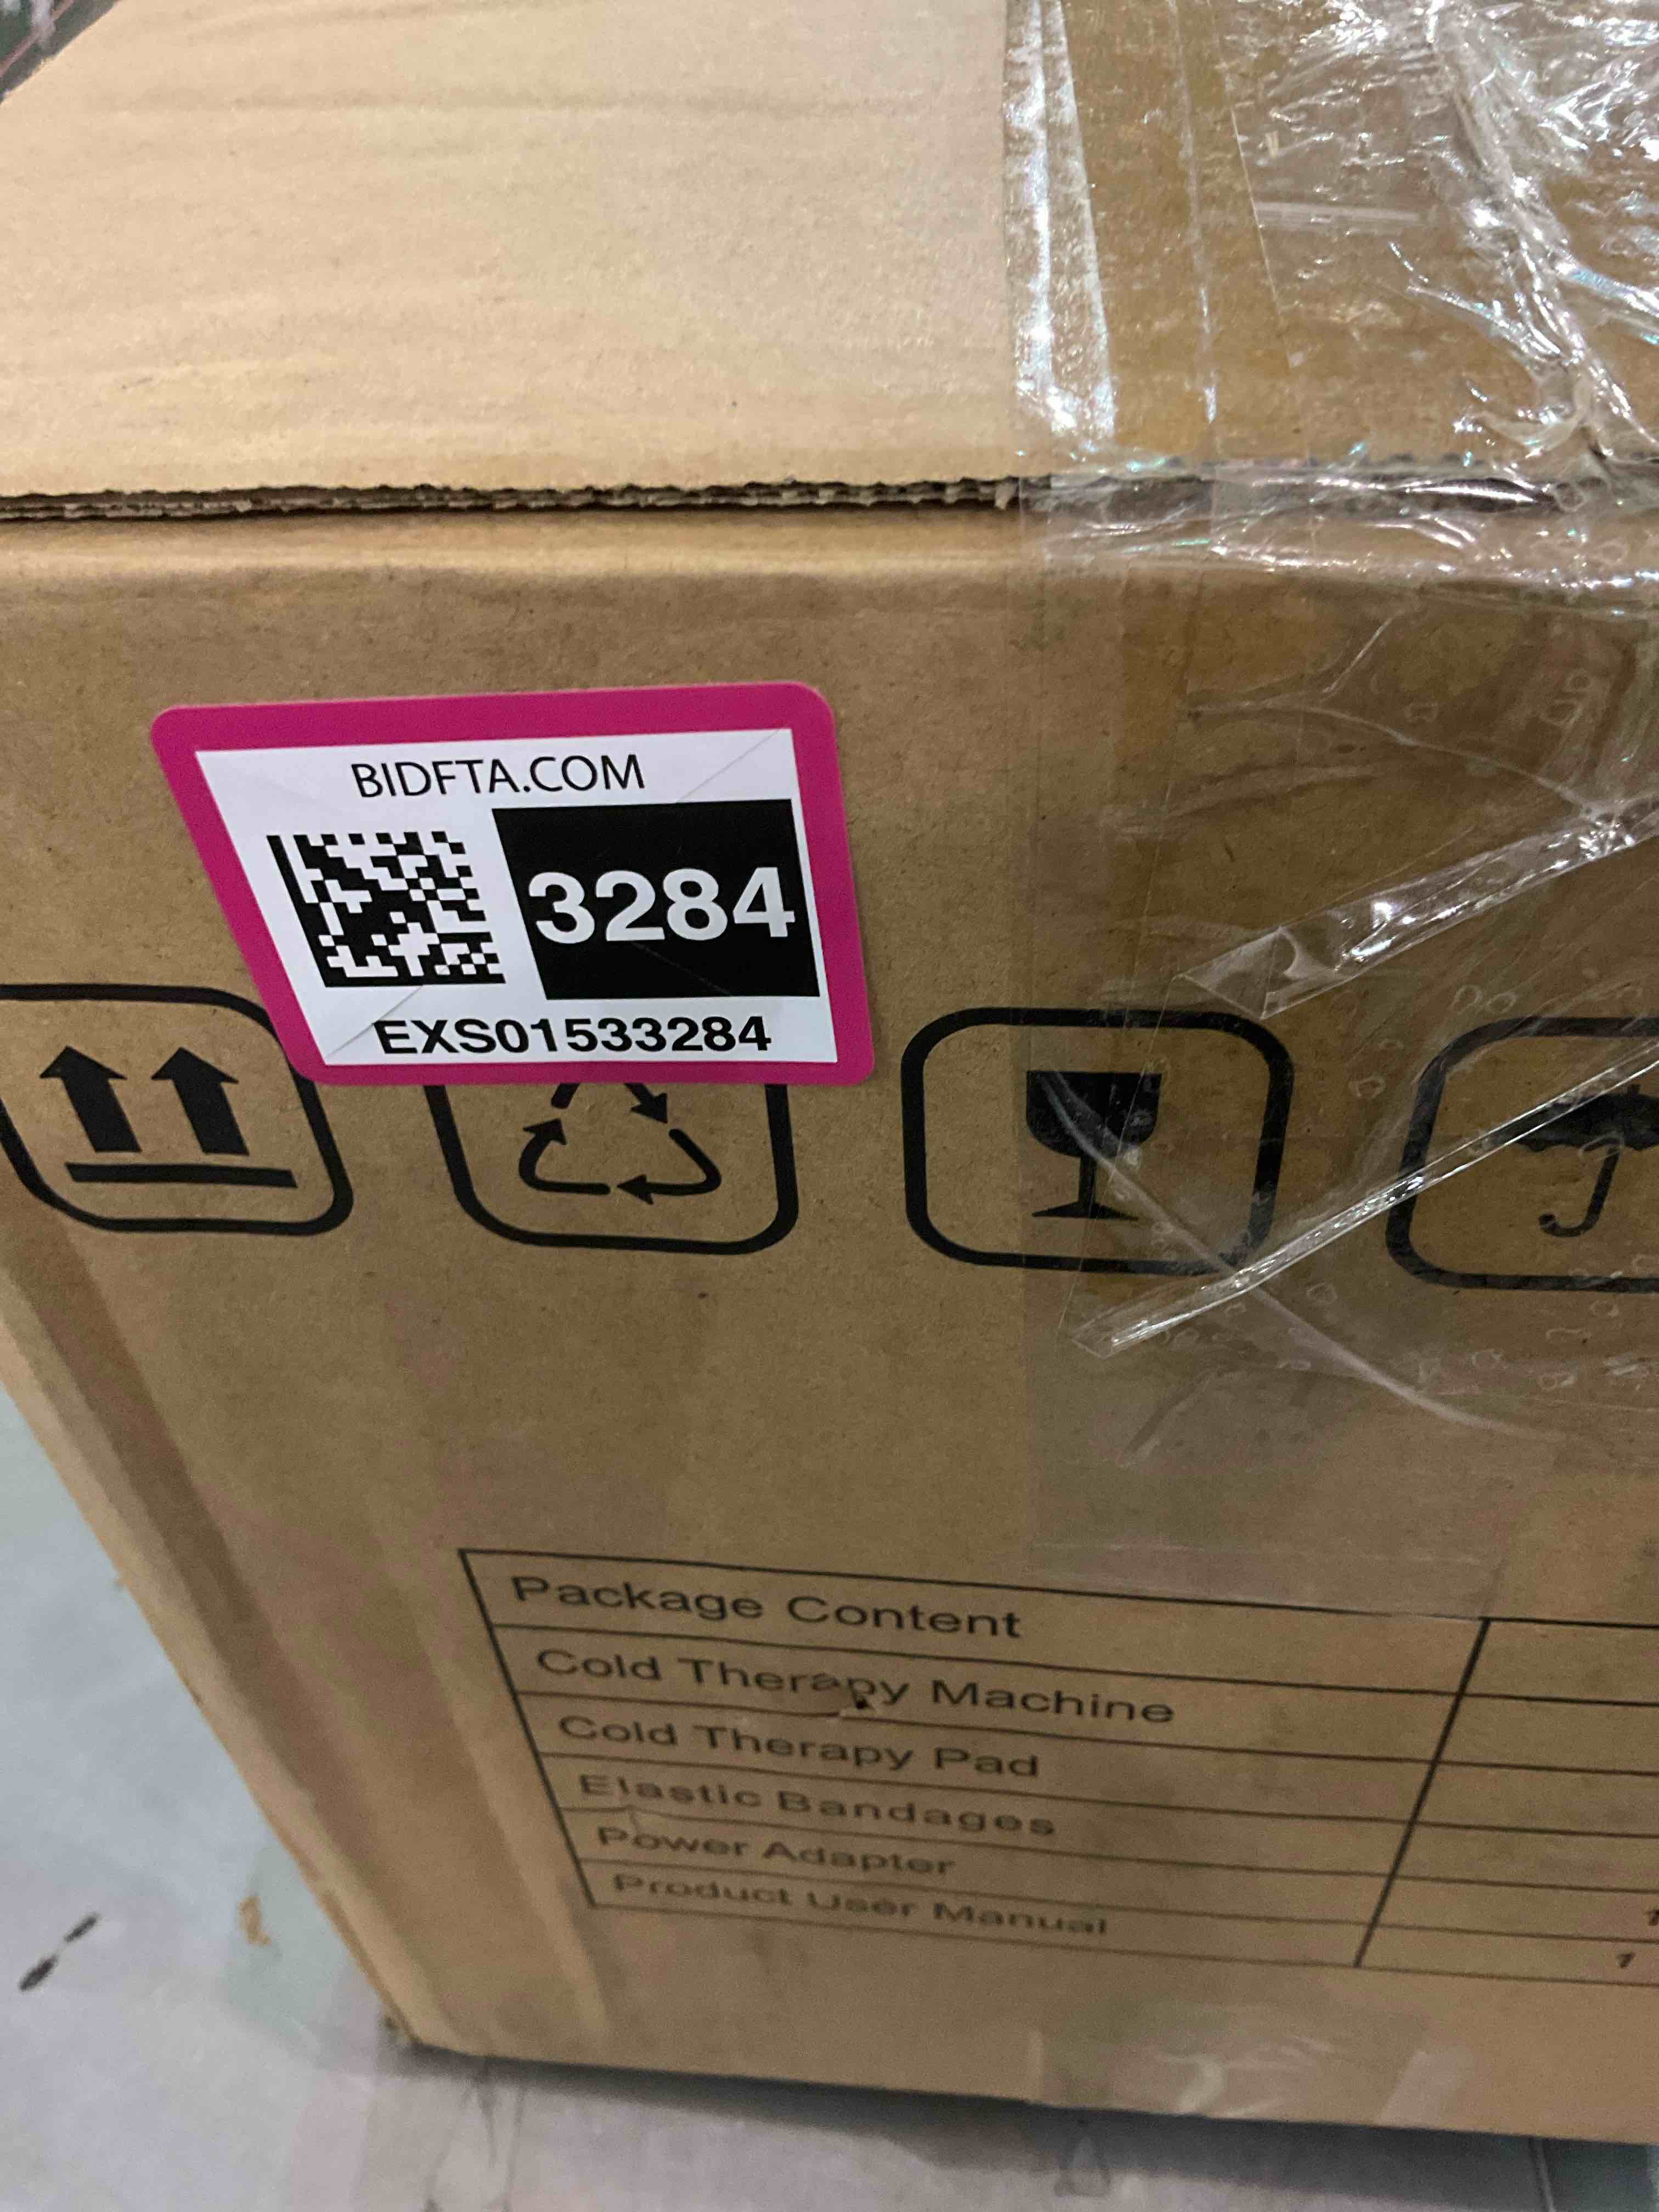 BIDFTA.COM
3284
EXS01533284
Package Content
Cold Therapy Machine
Cold Therapy Pad
Elastic Bandages
Power Adapter
Product User Manual
1